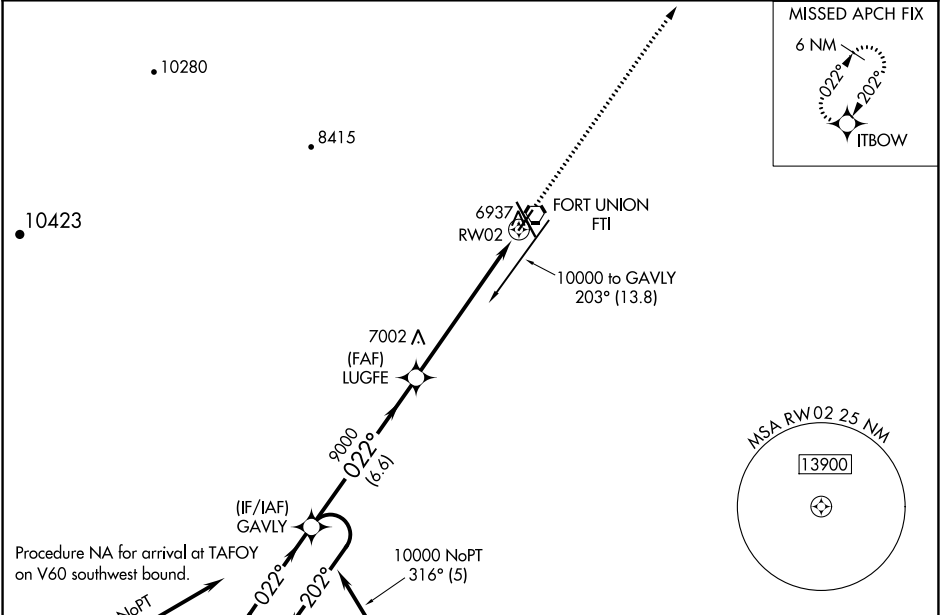 MISSED APCH FIX
6 NM
022°
202°
ITBOW
10280
8415
10423
6937
RW02
FORT UNION
FTI
10000 to GAVLY
203° (13.8)
7002
(FAF)
LUGFE
9000
022°
(6.6)
MSA RW02 25 NM
13900
(IF/IAF)
GAVLY
Procedure NA for arrival at TAFOY
on V60 southwest bound.
10000 NoPT
316° (5)
022°
202°
NoPT